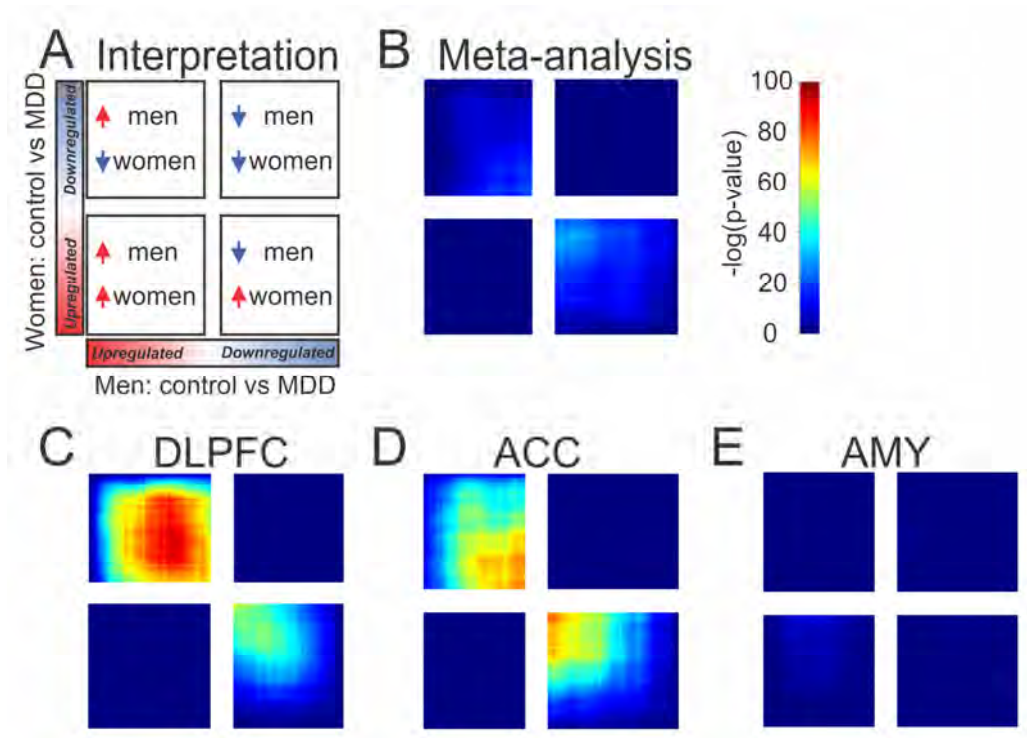 A Interpretation
Women: control vs MDD
Downregulated
Upregulated
men
women
men
women
men
women
men
women
Upregulated
Downregulated
Men: control vs MDD
B Meta-analysis
100
80
60
40
20
0
-log(p-value)
C DLPFC
D ACC
E AMY